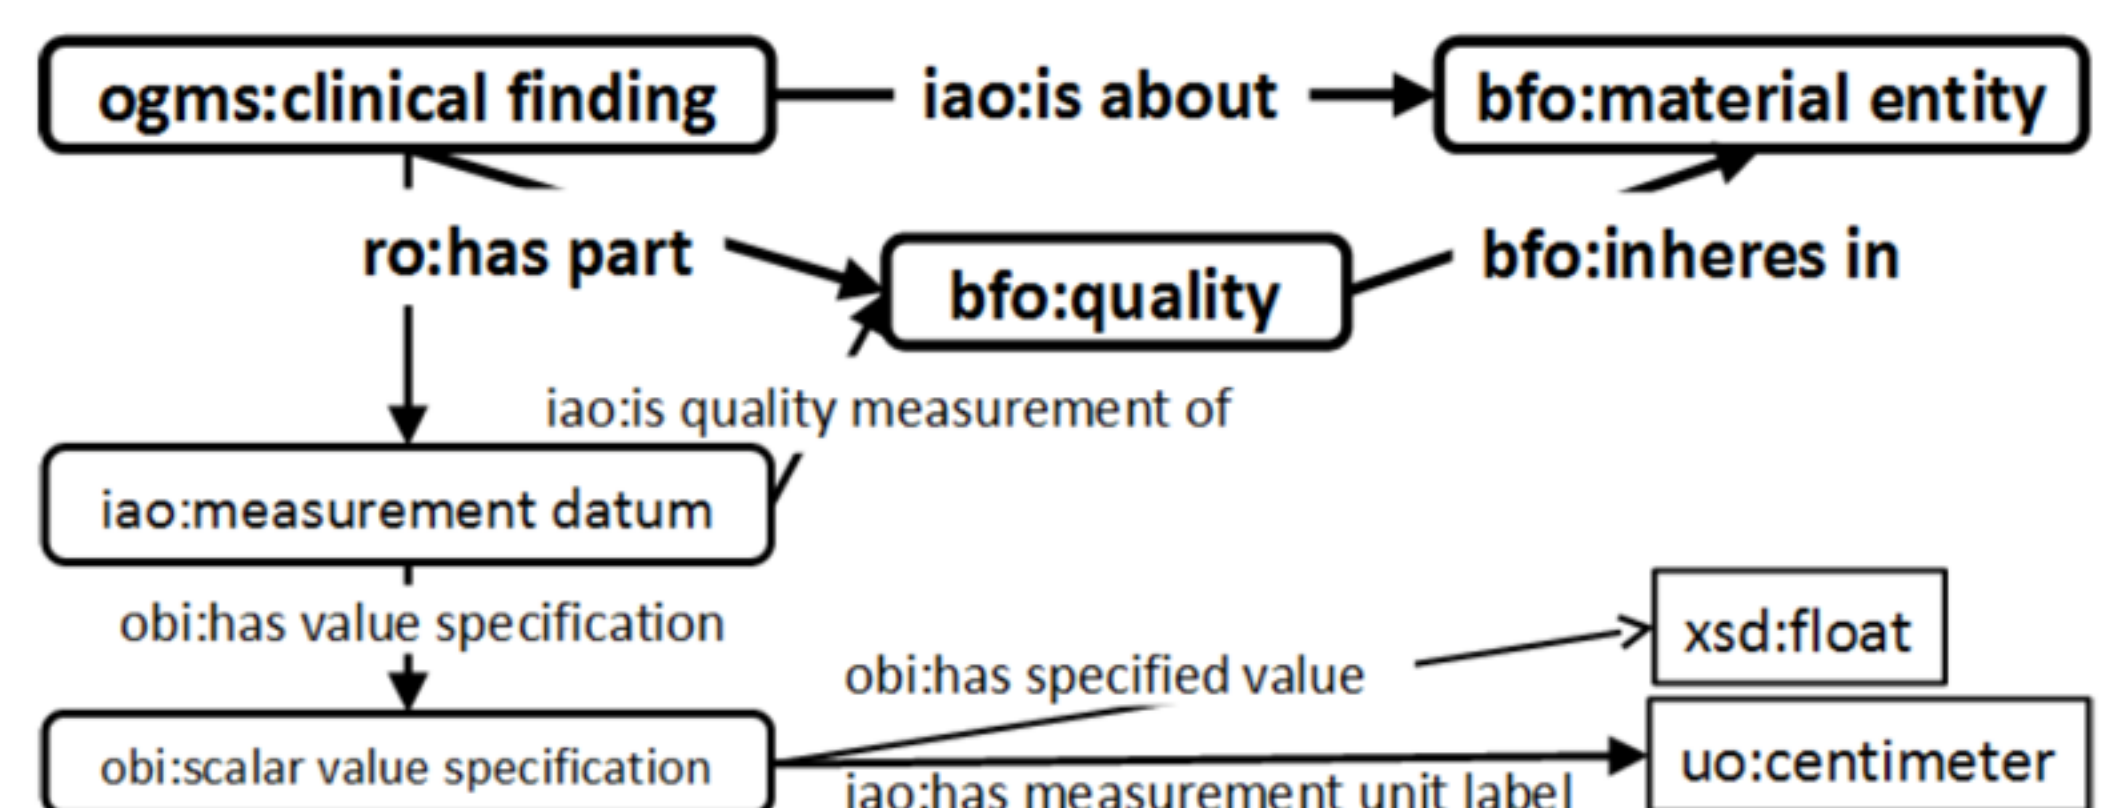 ogms:clinical finding
iao:is about
bfo:material entity
ro:has part
bfo:quality
bfo:inheres in
iao:is quality measurement of
iao:measurement datum
obi:has value specification
xsd:float
obi:has specified value
obi:scalar value specification
uo:centimeter
iao:has measurement unit label